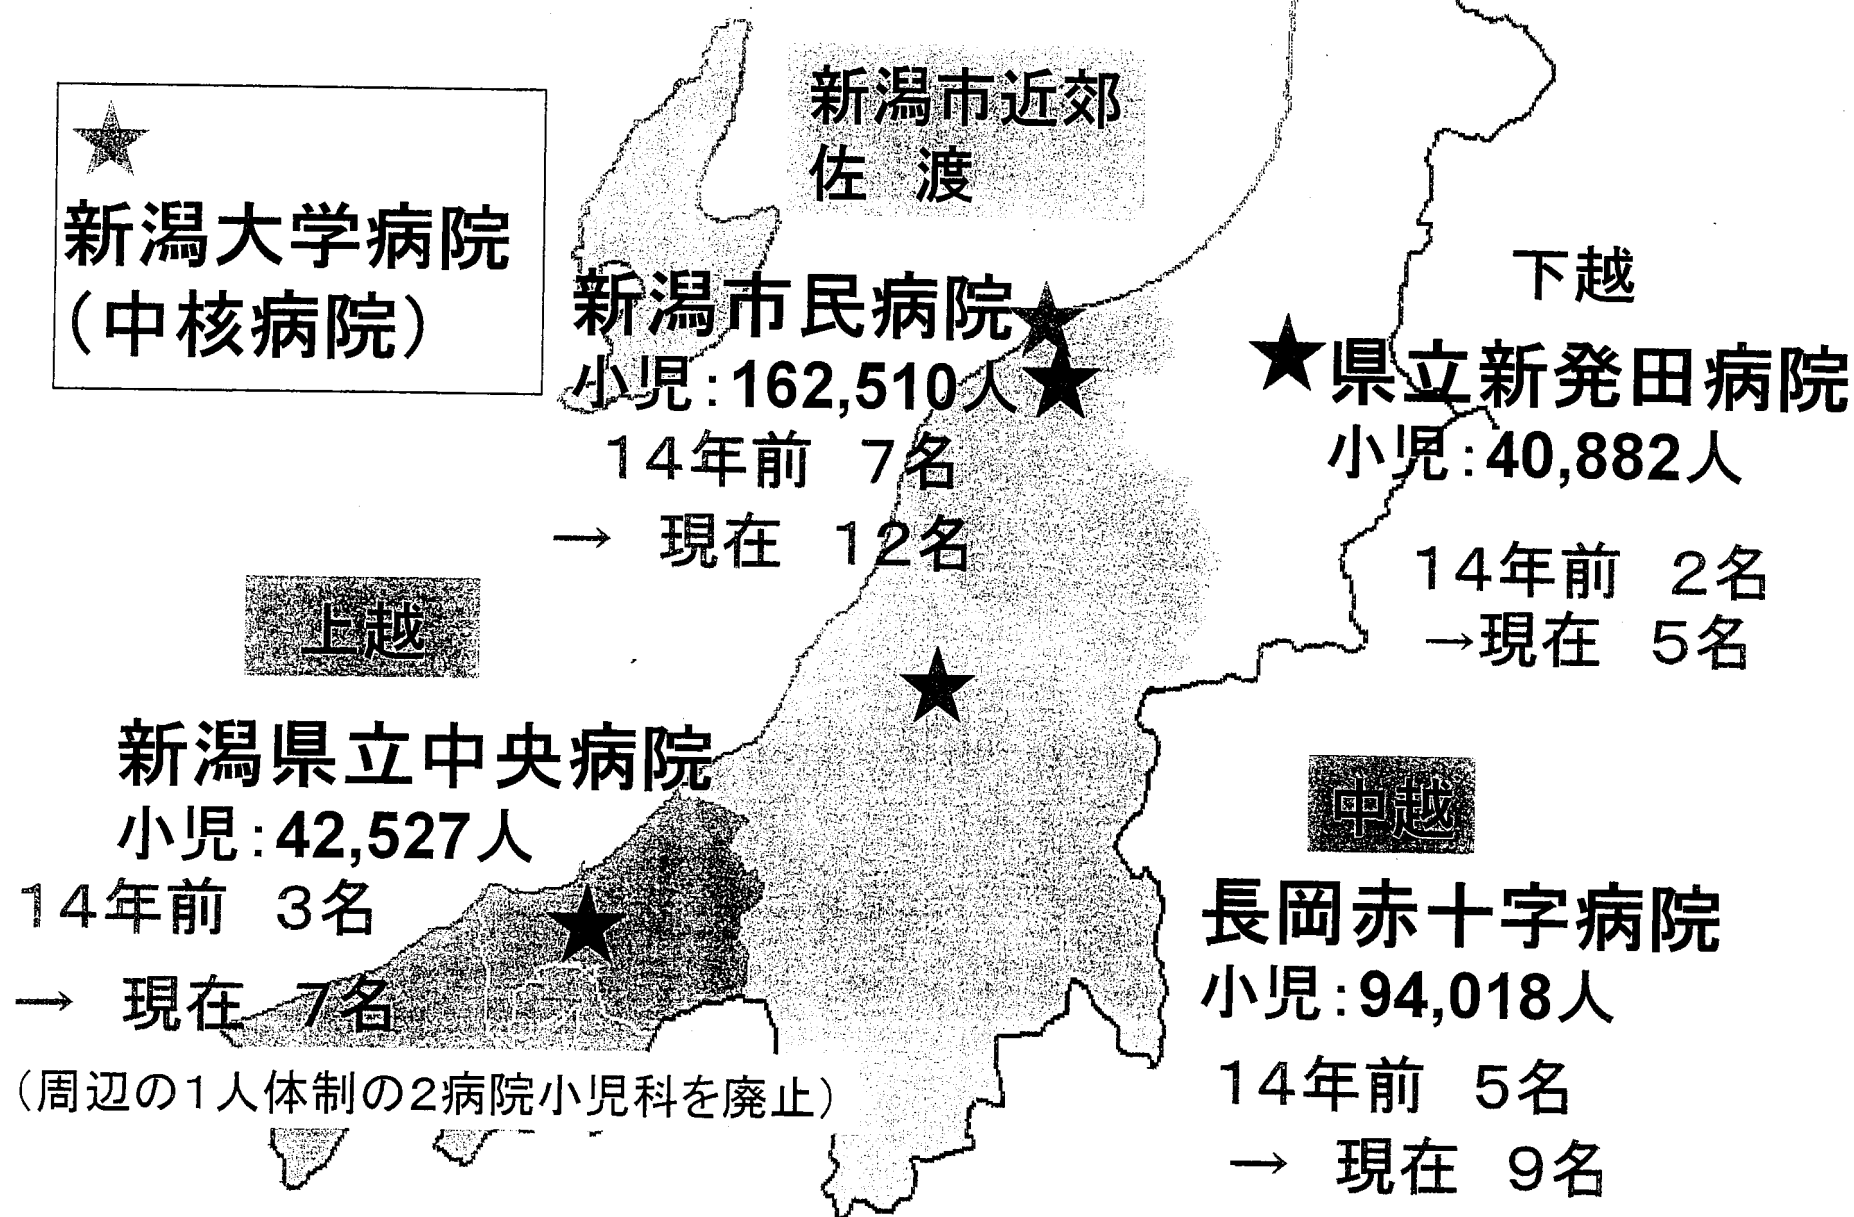 新潟大学病院
(中核病院)
新潟市近郊
佐 渡
新潟市民病院
小児:162,510人
14年前 7名
→ 現在 12名
下越
県立新発田病院
小児:40,882人
14年前 2名
→現在 5名
上越
新潟県立中央病院
小児:42,527人
14年前 3名
→ 現在 7名
(周辺の1人体制の2病院小児科を廃止)
中越
長岡赤十字病院
小児:94,018人
14年前 5名
→ 現在 9名